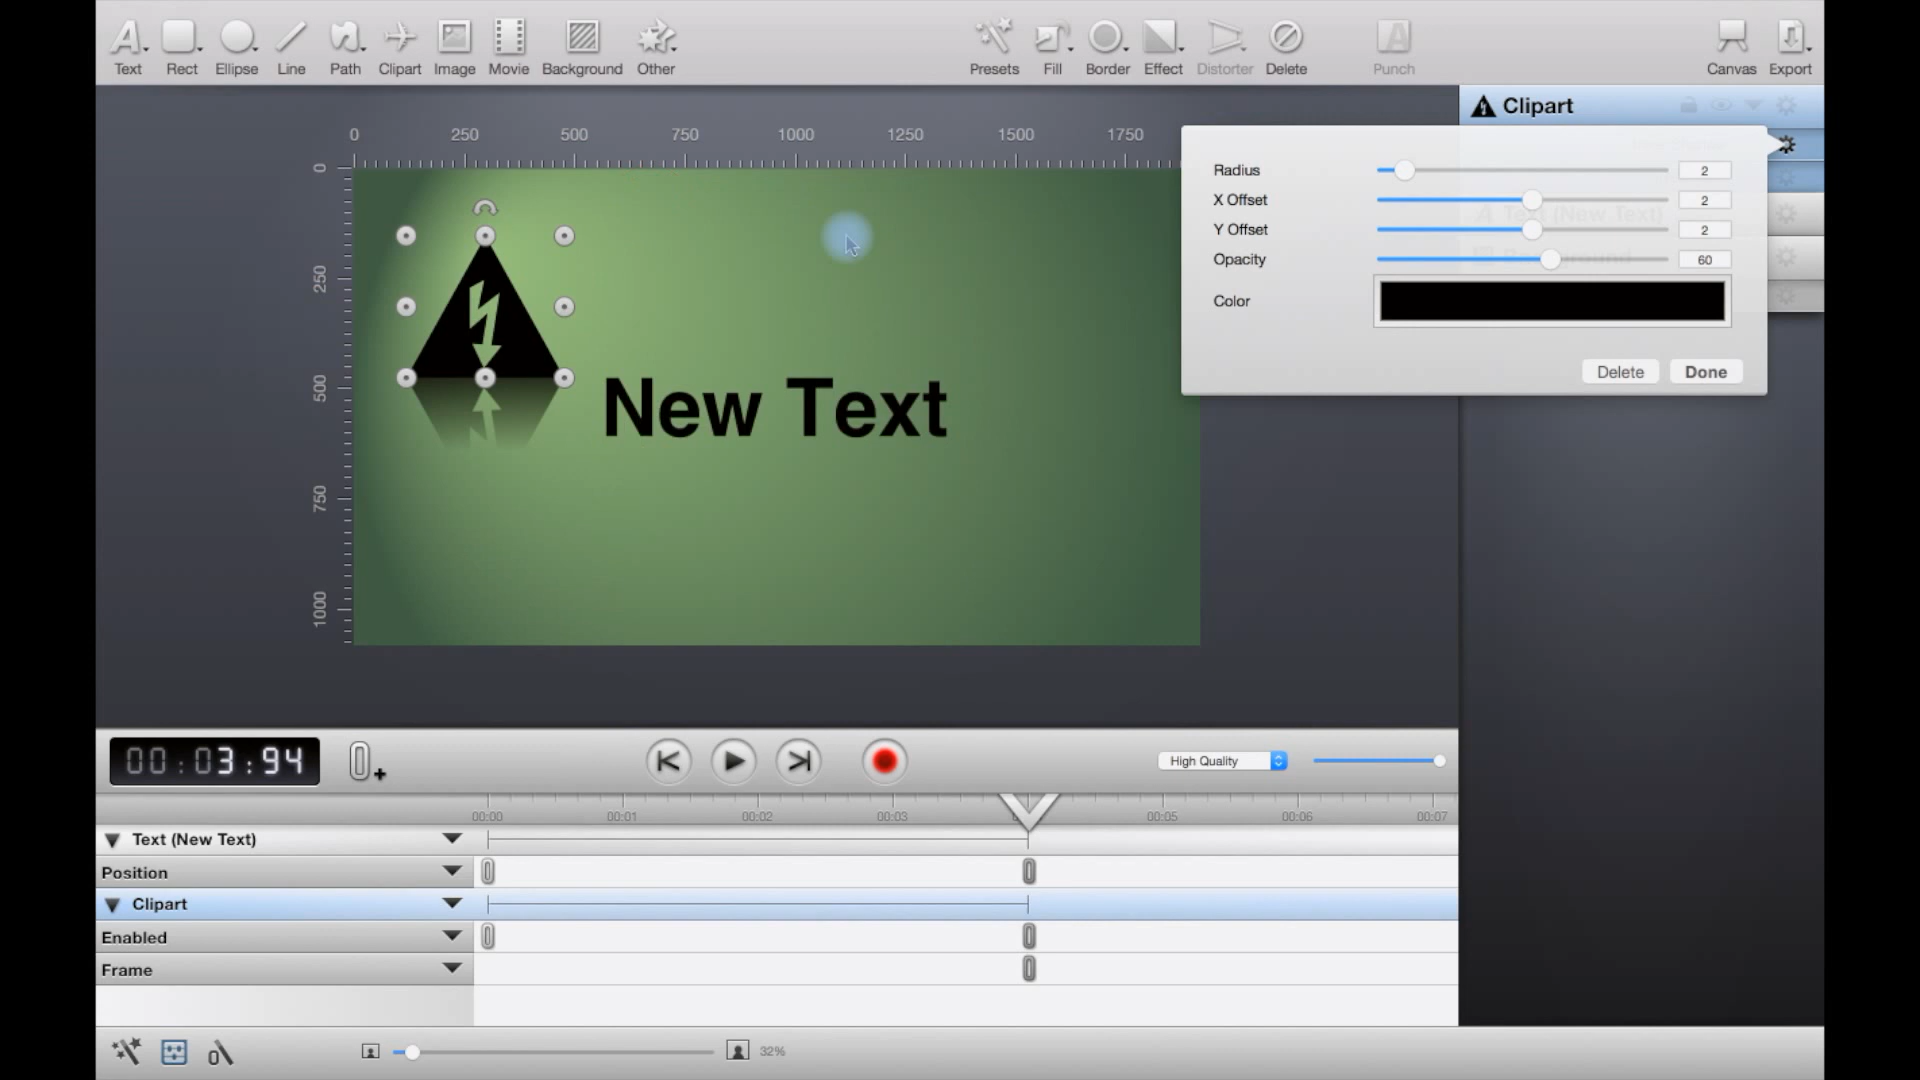 Text Rect Ellipse Line Path Clipart Image Movie Background Other Presets Fill Border Effect Distorter Delete Punch Canvas Export
Clipart
0 250 500 750 1000 1250 1500 1750
0
250
500
750
1000
Radius 2
X Offset 2
Text (New Text)
Y Offset 2
Opacity 60
Color
Delete Done
New Text
00:03:94
High Quality
00:00 00:01 00:02 00:03 00:05 00:06 00:07
Text (New Text)
Position
Clipart
Enabled
Frame
32%